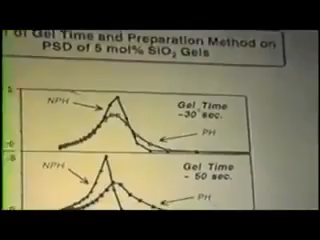 of Gel Time and Preparation Method on
PSD of 5 mol% SiO2 Gels
NPH
Gel Time
~30 sec.
PH
NPH
Gel Time
~ 50 sec.
PH